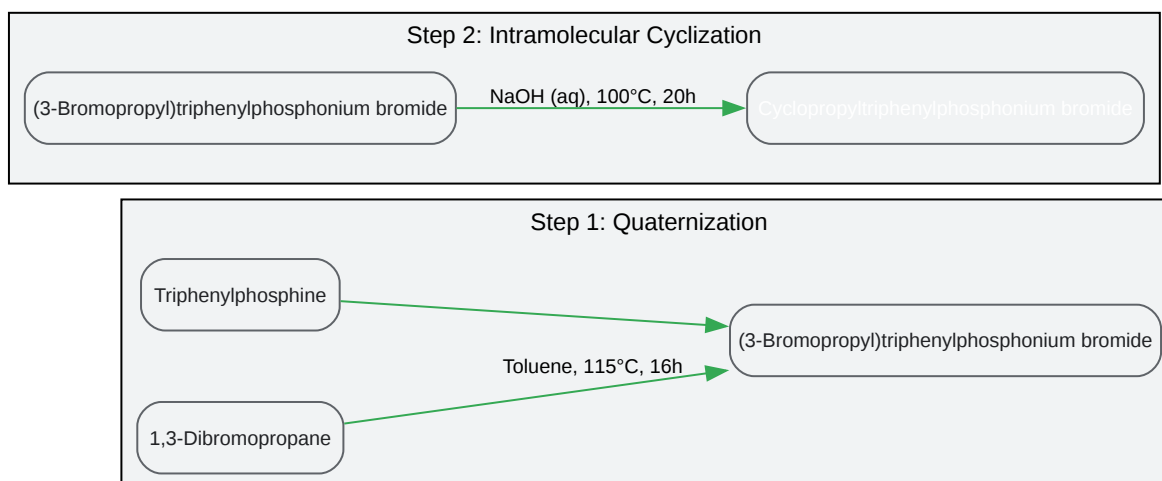 Step 2: Intramolecular Cyclization
(3-Bromopropyl)triphenylphosphonium bromide
NaOH (aq), 100°C, 20h
Cyclopropyltriphenylphosphonium bromide
Step 1: Quaternization
Triphenylphosphine
(3-Bromopropyl)triphenylphosphonium bromide
Toluene, 115°C, 16h
1,3-Dibromopropane